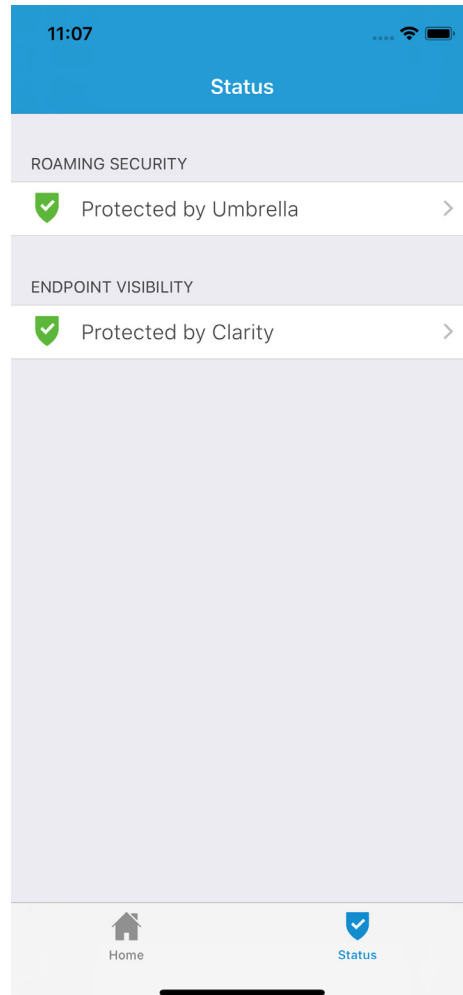 11:07
Status
ROAMING SECURITY
Protected by Umbrella
ENDPOINT VISIBILITY
Protected by Clarity
Home
Status